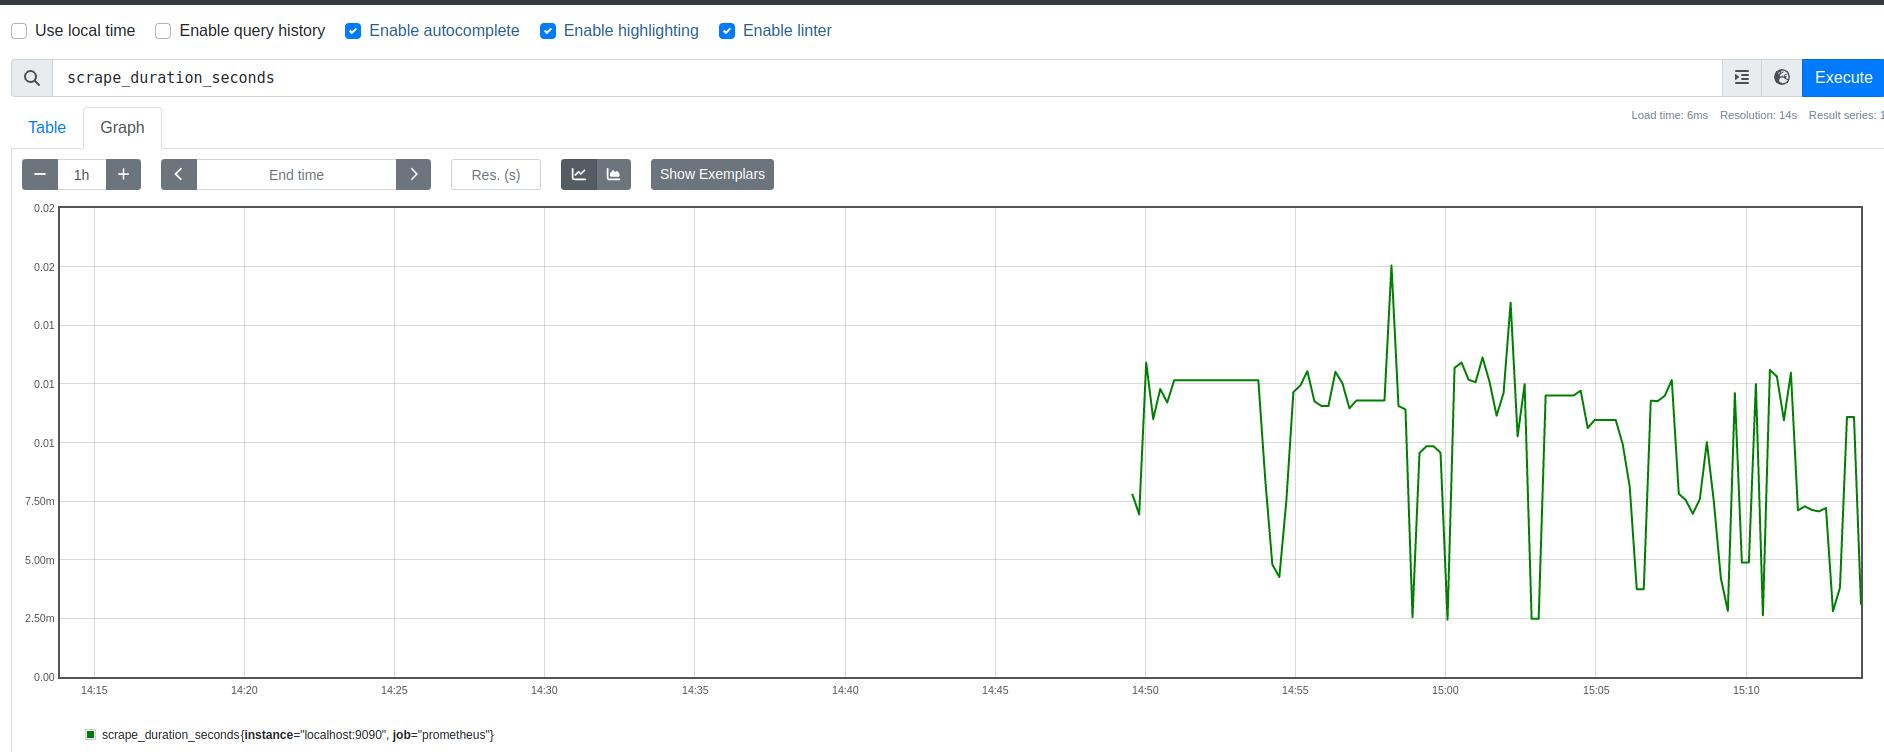 Use local time Enable query history Enable autocomplete Enable highlighting Enable linter
scrape_duration_seconds Execute
Table Graph Load time: 6ms Resolution: 14s Result series: 1
1h End time Res. (s) Show Exemplars
0.02
0.02
0.01
0.01
0.01
7.50m
5.00m
2.50m
0.00
14:15 14:20 14:25 14:30 14:35 14:40 14:45 14:50 14:55 15:00 15:05 15:10
scrape_duration_seconds{instance="localhost:9090", job="prometheus"}